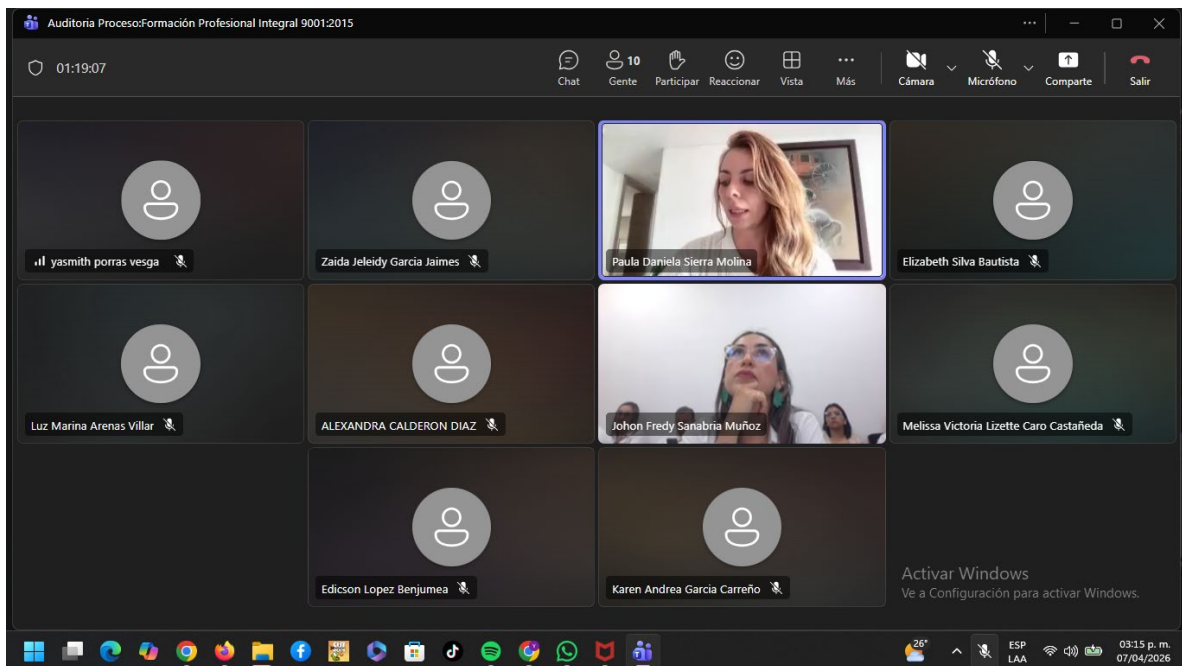 Auditoria Proceso:Formación Profesional Integral 9001:2015
01:19:07
10
Chat
Gente
Participar
Reaccionar
Vista
Más
Cámara
Micrófono
Comparte
Salir
yasmith porras vesga
Zaida Jeleidy Garcia Jaimes
Paula Daniela Sierra Molina
Elizabeth Silva Bautista
Luz Marina Arenas Villar
ALEXANDRA CALDERON DIAZ
Johon Fredy Sanabria Muñoz
Melissa Victoria Lizette Caro Castañeda
Edicson Lopez Benjumea
Karen Andrea Garcia Carreño
Activar Windows
Ve a Configuración para activar Windows.
26°
ESP
LAA
03:15 p. m.
07/04/2026